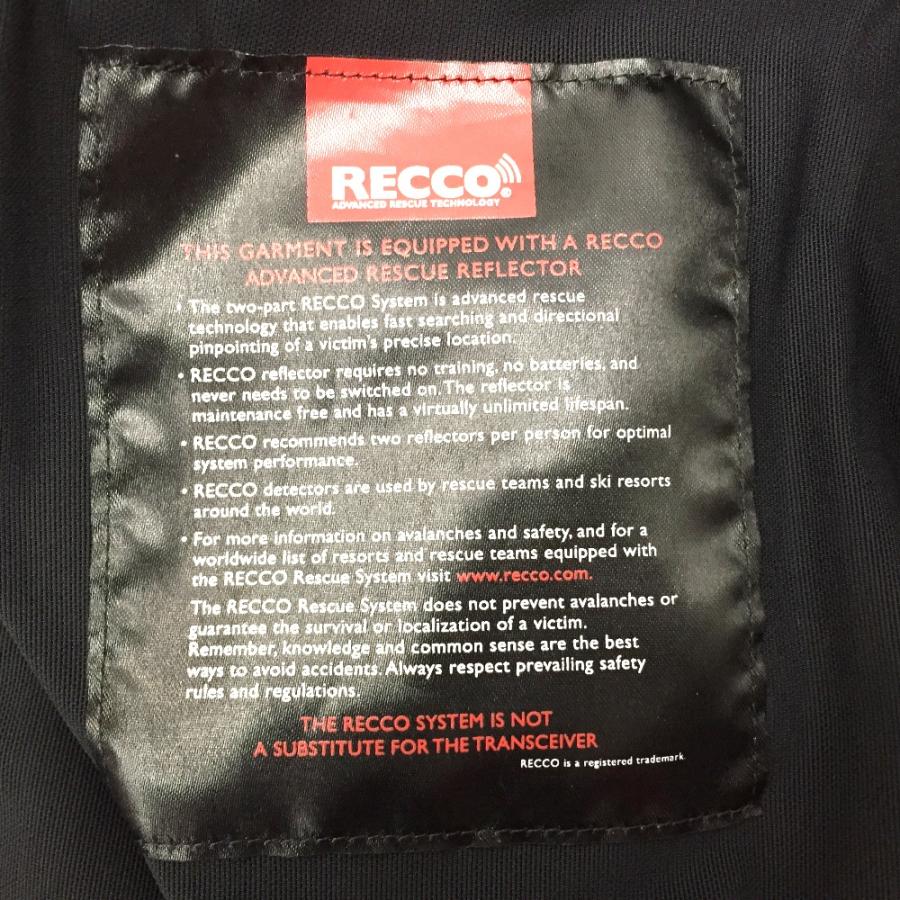 RECCO®
ADVANCED RESCUE TECHNOLOGY
THIS GARMENT IS EQUIPPED WITH A RECCO
ADVANCED RESCUE REFLECTOR
• The two-part RECCO System is advanced rescue
technology that enables fast searching and directional
pinpointing of a victim's precise location.
• RECCO reflector requires no training, no batteries, and
never needs to be switched on. The reflector is
maintenance free and has a virtually unlimited lifespan.
• RECCO recommends two reflectors per person for optimal
system performance.
• RECCO detectors are used by rescue teams and ski resorts
around the world.
• For more information on avalanches and safety, and for a
worldwide list of resorts and rescue teams equipped with
the RECCO Rescue System visit www.recco.com.
The RECCO Rescue System does not prevent avalanches or
guarantee the survival or localization of a victim.
Remember, knowledge and common sense are the best
ways to avoid accidents. Always respect prevailing safety
rules and regulations.
THE RECCO SYSTEM IS NOT
A SUBSTITUTE FOR THE TRANSCEIVER
RECCO is a registered trademark.